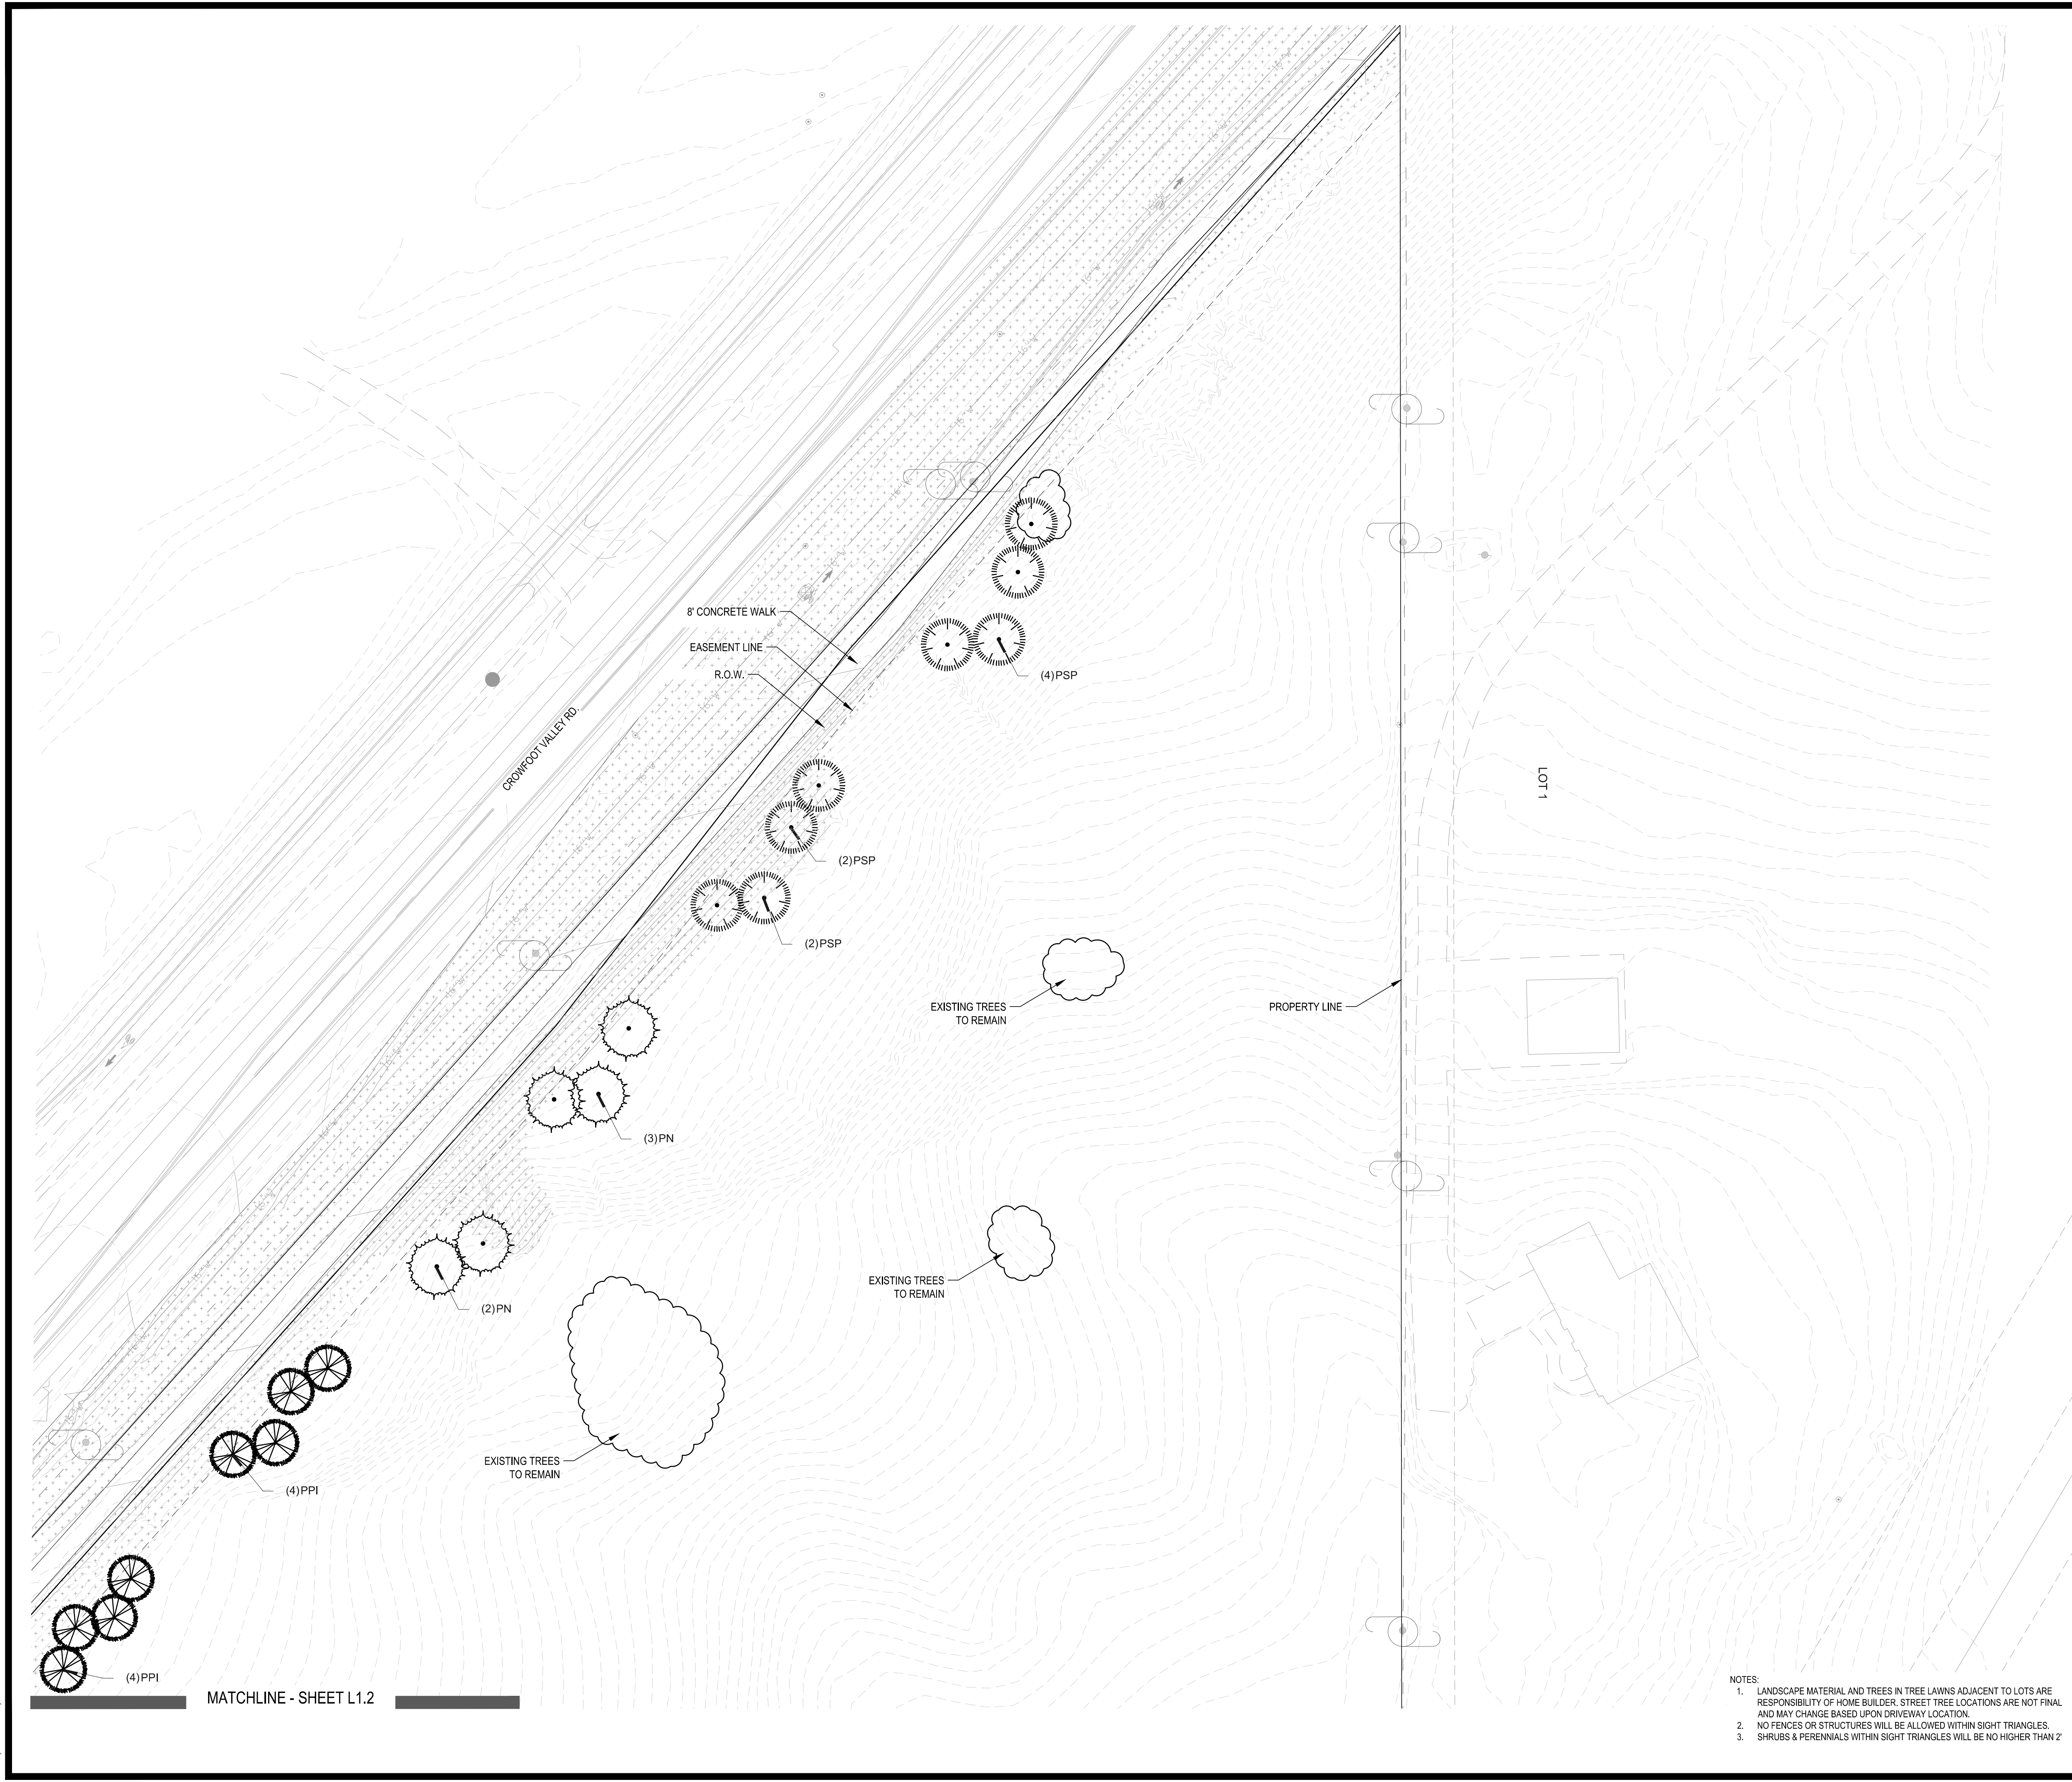 8' CONCRETE WALK
EASEMENT LINE
R.O.W.
(4)PSP
CROWFOOT VALLEY RD.
LOT 1
(2)PSP
(2)PSP
EXISTING TREES
TO REMAIN
PROPERTY LINE
(3)PN
EXISTING TREES
TO REMAIN
(2)PN
EXISTING TREES
TO REMAIN
(4)PPI
(4)PPI
MATCHLINE - SHEET L1.2
NOTES:
1. LANDSCAPE MATERIAL AND TREES IN TREE LAWNS ADJACENT TO LOTS ARE
RESPONSIBILITY OF HOME BUILDER, STREET TREE LOCATIONS ARE NOT FINAL
AND MAY CHANGE BASED UPON DRIVEWAY LOCATION.
2. NO FENCES OR STRUCTURES WILL BE ALLOWED WITHIN SIGHT TRIANGLES.
3. SHRUBS & PERENNIALS WITHIN SIGHT TRIANGLES WILL BE NO HIGHER THAN 2'